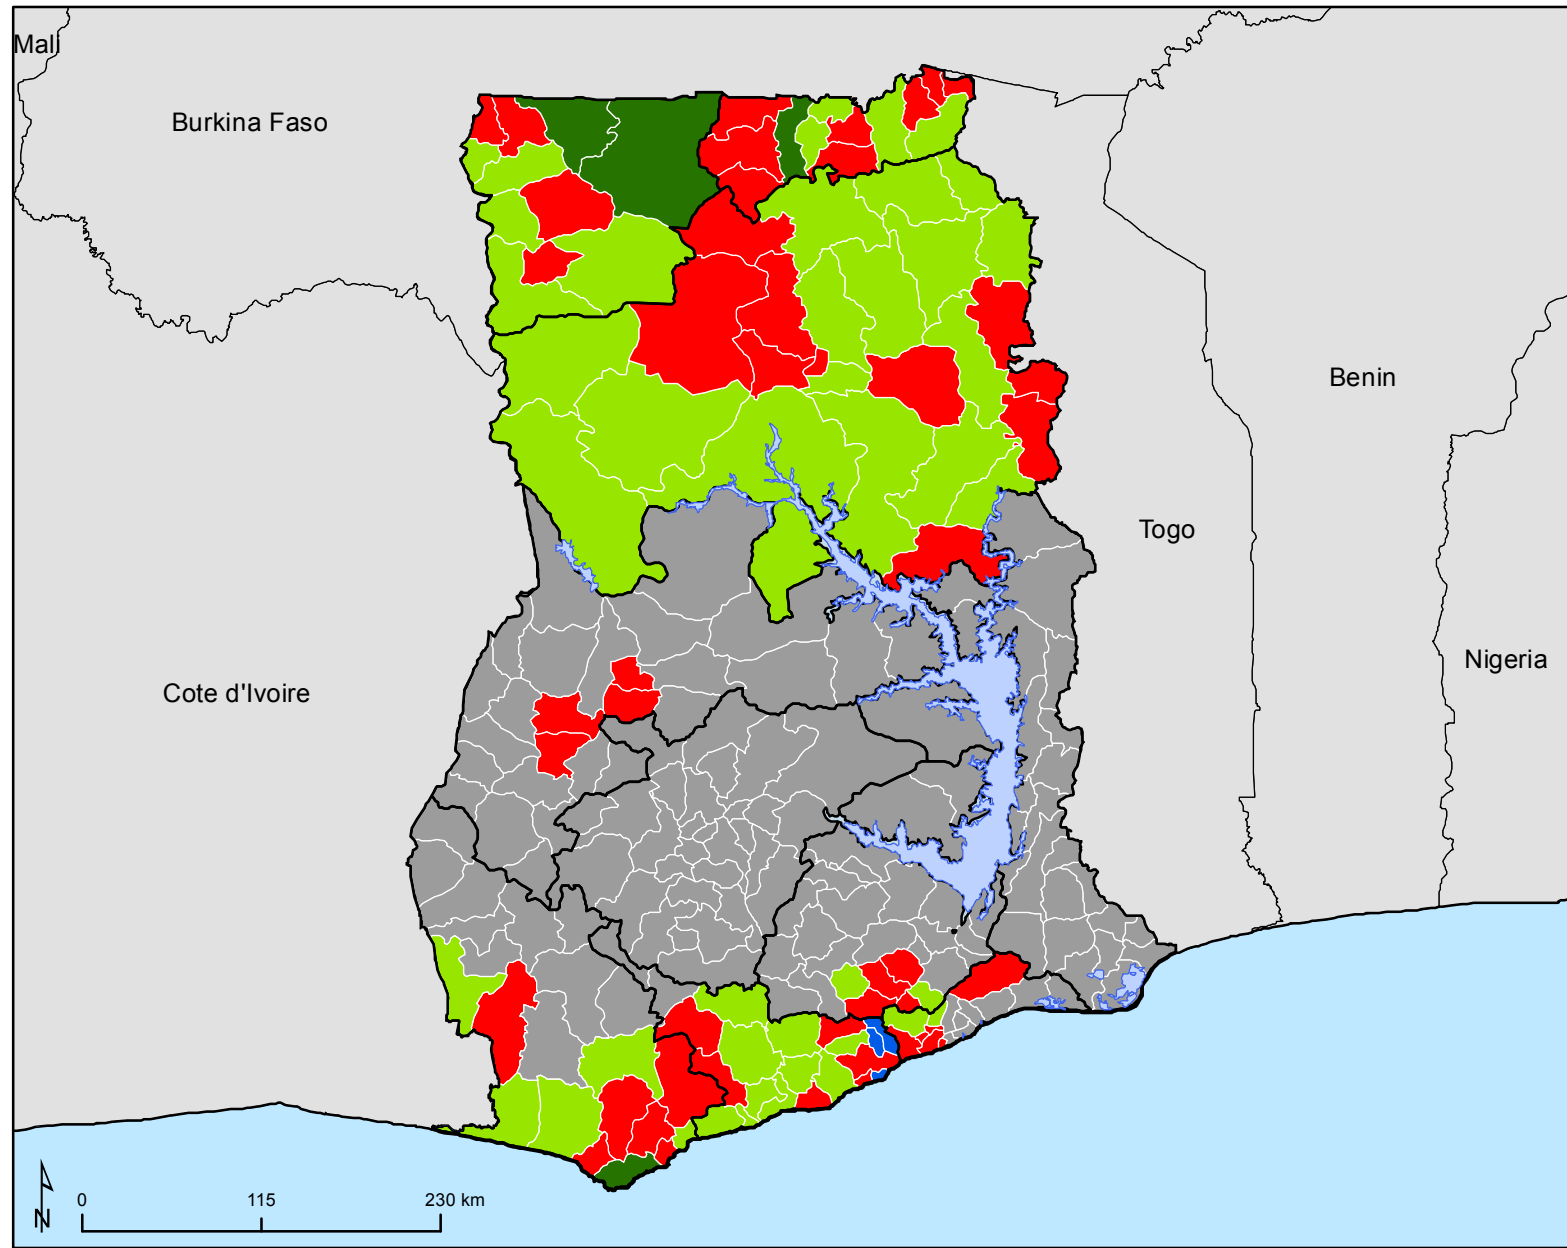 Mali
Burkina Faso
Benin
Togo
Nigeria
Cote d'Ivoire
N
0 115 230 km